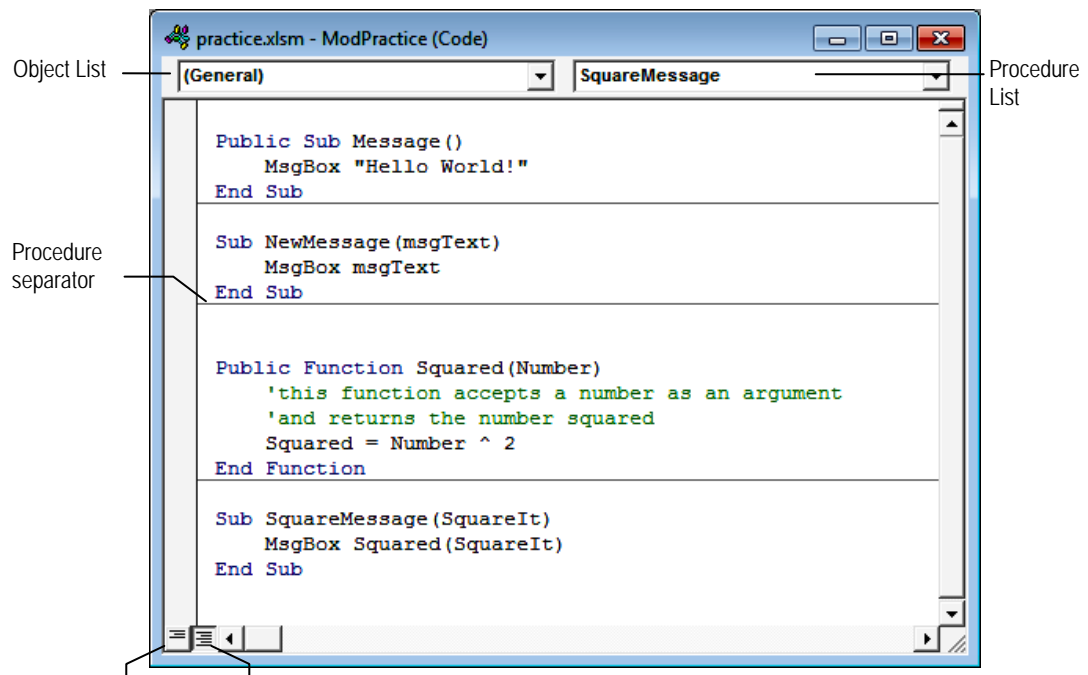 practice.xlsm - ModPractice (Code)
Object List
(General)
SquareMessage
Procedure
List
Public Sub Message()
MsgBox "Hello World!"
End Sub
Sub NewMessage(msgText)
MsgBox msgText
End Sub
Procedure
separator
Public Function Squared(Number)
'this function accepts a number as an argument
'and returns the number squared
Squared = Number ^ 2
End Function
Sub SquareMessage(SquareIt)
MsgBox Squared(SquareIt)
End Sub